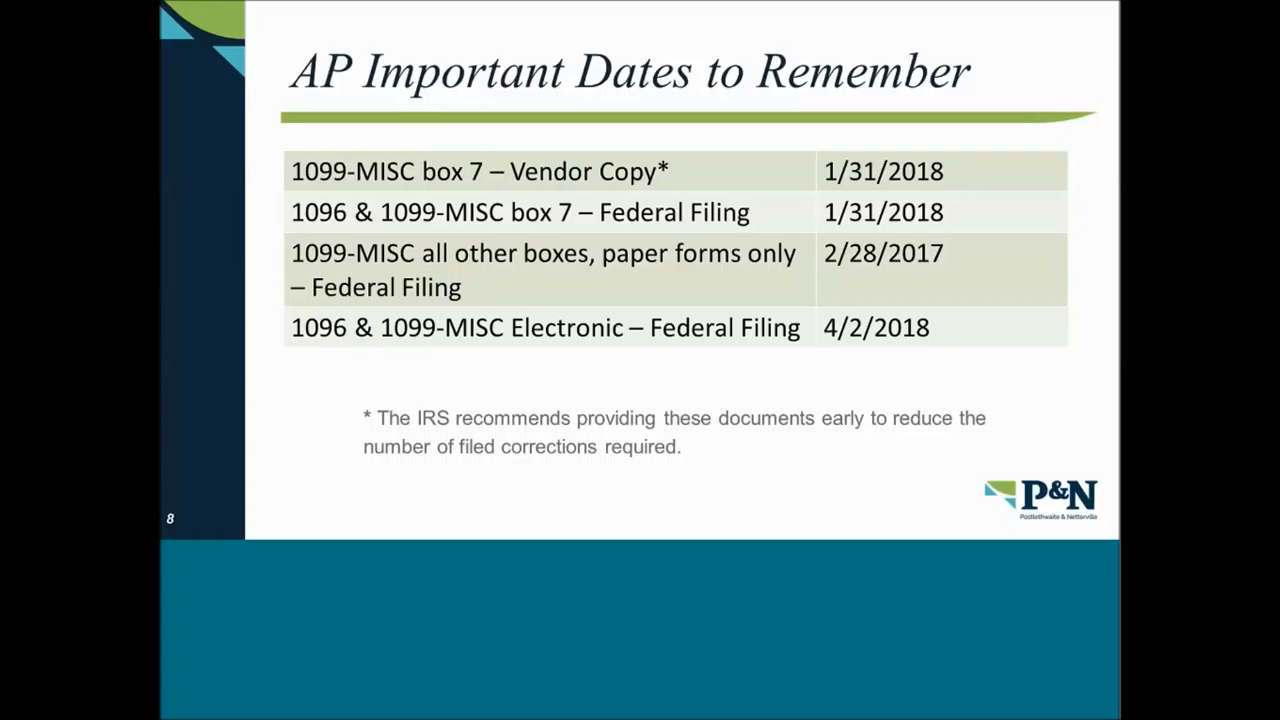 AP Important Dates to Remember
1099-MISC box 7 – Vendor Copy* 1/31/2018
1096 & 1099-MISC box 7 – Federal Filing 1/31/2018
1099-MISC all other boxes, paper forms only 2/28/2017
– Federal Filing
1096 & 1099-MISC Electronic – Federal Filing 4/2/2018
* The IRS recommends providing these documents early to reduce the
number of filed corrections required.
P&N
Postlethwaite & Netterville
8